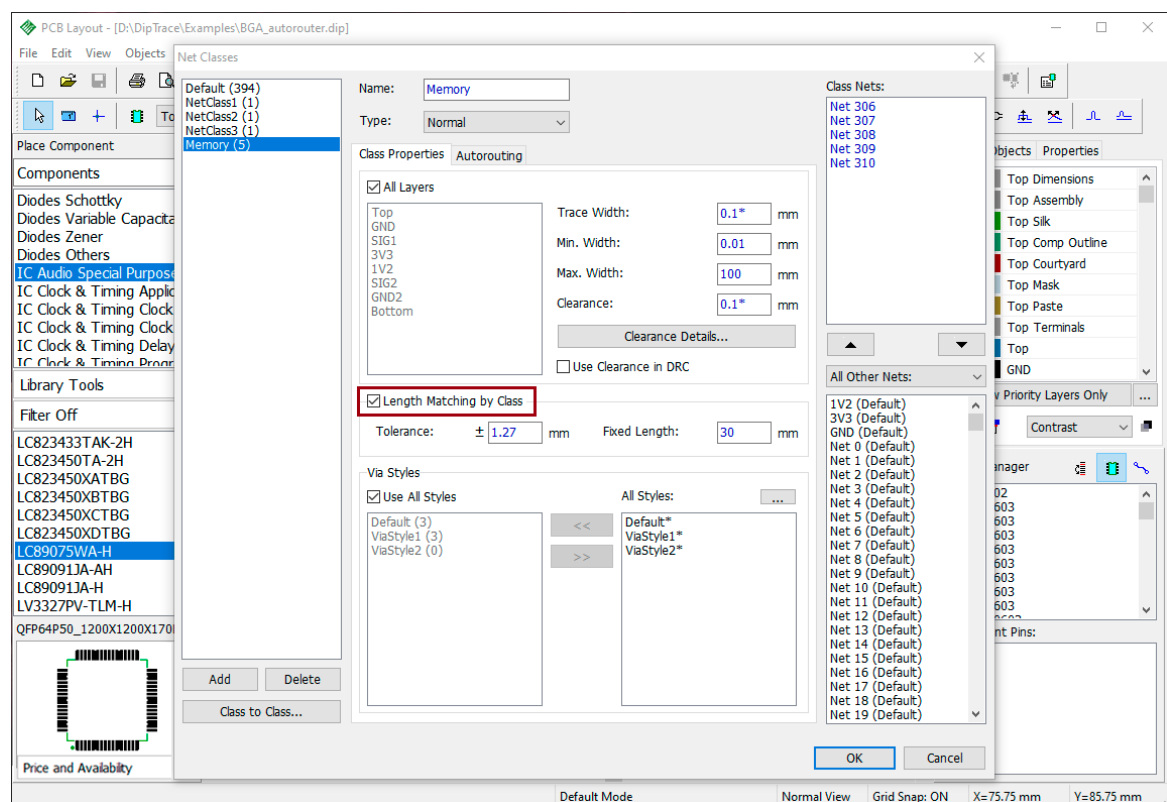 PCB Layout - [D:\DipTrace\Examples\BGA_autorouter.dip]
File Edit View Objects
Net Classes
Place Component
Components
Diodes Schottky
Diodes Variable Capacita
Diodes Zener
Diodes Others
IC Audio Special Purpose
IC Clock & Timing Applic
IC Clock & Timing Clock
IC Clock & Timing Clock
IC Clock & Timing Delay
IC Clock & Timing Progr
Library Tools
Filter Off
LC823433TAK-2H
LC823450TA-2H
LC823450XATBG
LC823450XBTBG
LC823450XCTBG
LC823450XDTBG
LC89075WA-H
LC89091JA-AH
LC89091JA-H
LV3327PV-TLM-H
QFP64P50_1200X1200X170
Price and Availabilty
Default (394)
NetClass1 (1)
NetClass2 (1)
NetClass3 (1)
Memory (5)
Add Delete
Class to Class...
Name: Memory
Type: Normal
Class Properties Autorouting
All Layers
Top
GND
SIG1
3V3
1V2
SIG2
GND2
Bottom
Trace Width: 0.1* mm
Min. Width: 0.01 mm
Max. Width: 100 mm
Clearance: 0.1* mm
Clearance Details...
Use Clearance in DRC
Length Matching by Class
Tolerance: ± 1.27 mm Fixed Length: 30 mm
Via Styles
Use All Styles All Styles: ...
Default (3)
ViaStyle1 (3)
ViaStyle2 (0)
<<
>>
Default*
ViaStyle1*
ViaStyle2*
Class Nets:
Net 306
Net 307
Net 308
Net 309
Net 310
All Other Nets:
1V2 (Default)
3V3 (Default)
GND (Default)
Net 0 (Default)
Net 1 (Default)
Net 2 (Default)
Net 3 (Default)
Net 4 (Default)
Net 5 (Default)
Net 6 (Default)
Net 7 (Default)
Net 8 (Default)
Net 9 (Default)
Net 10 (Default)
Net 11 (Default)
Net 12 (Default)
Net 13 (Default)
Net 14 (Default)
Net 15 (Default)
Net 16 (Default)
Net 17 (Default)
Net 18 (Default)
Net 19 (Default)
OK Cancel
bjects Properties
Top Dimensions
Top Assembly
Top Silk
Top Comp Outline
Top Courtyard
Top Mask
Top Paste
Top Terminals
Top
GND
Priority Layers Only ...
Contrast
anager
02
603
603
603
603
603
603
603
nt Pins:
Default Mode Normal View Grid Snap: ON X=75.75 mm Y=85.75 mm